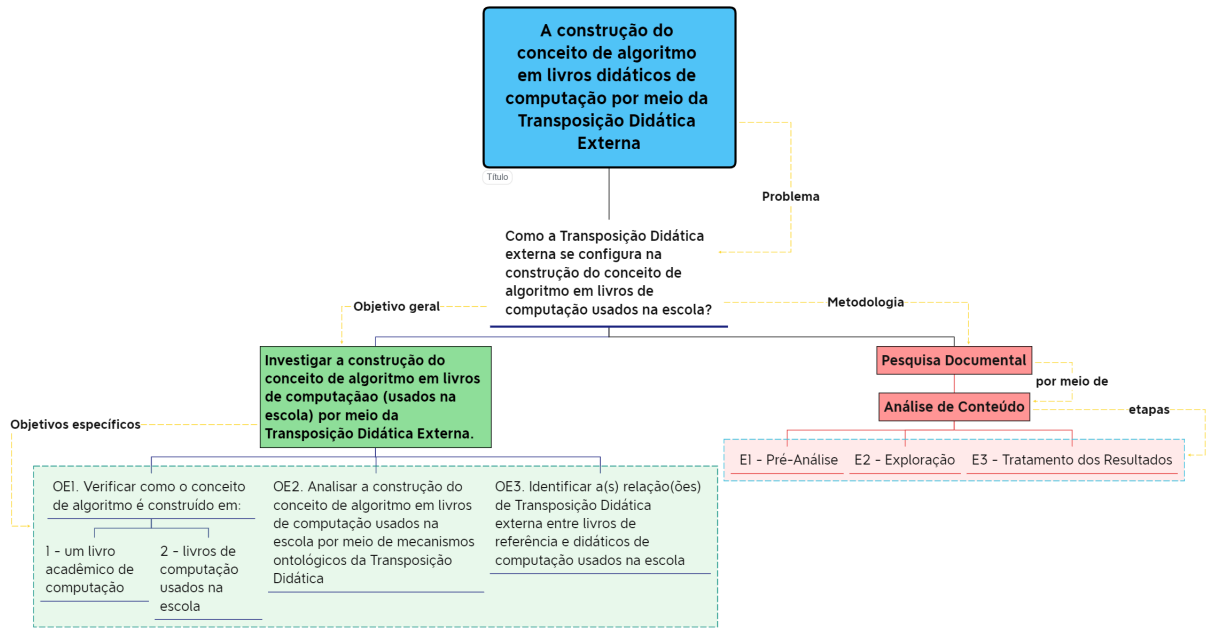 A construção do
conceito de algoritmo
em livros didáticos de
computação por meio da
Transposição Didática
Externa
Título
Problema
Como a Transposição Didática
externa se configura na
construção do conceito de
algoritmo em livros de
computação usados na escola?
Objetivo geral
Metodologia
Investigar a construção do
conceito de algoritmo em livros
de computaçãao (usados na
escola) por meio da
Transposição Didática Externa.
Pesquisa Documental
por meio de
Análise de Conteúdo
etapas
E1 - Pré-Análise
E2 - Exploração
E3 - Tratamento dos Resultados
Objetivos específicos
OE1. Verificar como o conceito
de algoritmo é construído em:
1 - um livro
acadêmico de
computação
2 - livros de
computação
usados na
escola
OE2. Analisar a construção do
conceito de algoritmo em livros
de computação usados na
escola por meio de mecanismos
ontológicos da Transposição
Didática
OE3. Identificar a(s) relação(ões)
de Transposição Didática
externa entre livros de
referência e didáticos de
computação usados na escola